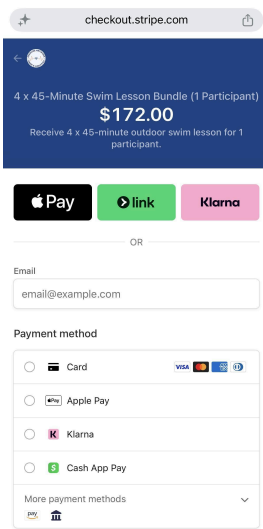 checkout.stripe.com
4 x 45-Minute Swim Lesson Bundle (1 Participant)
$172.00
Receive 4 x 45-minute outdoor swim lesson for 1
participant.
Pay
link
Klarna
OR
Email
email@example.com
Payment method
Card
VISA
Pay
Apple Pay
K
Klarna
S
Cash App Pay
More payment methods
pay